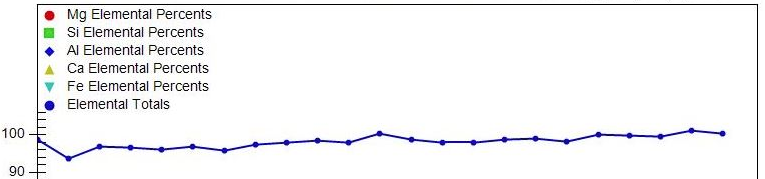 Mg Elemental Percents
Si Elemental Percents
Al Elemental Percents
Ca Elemental Percents
Fe Elemental Percents
Elemental Totals
100
90